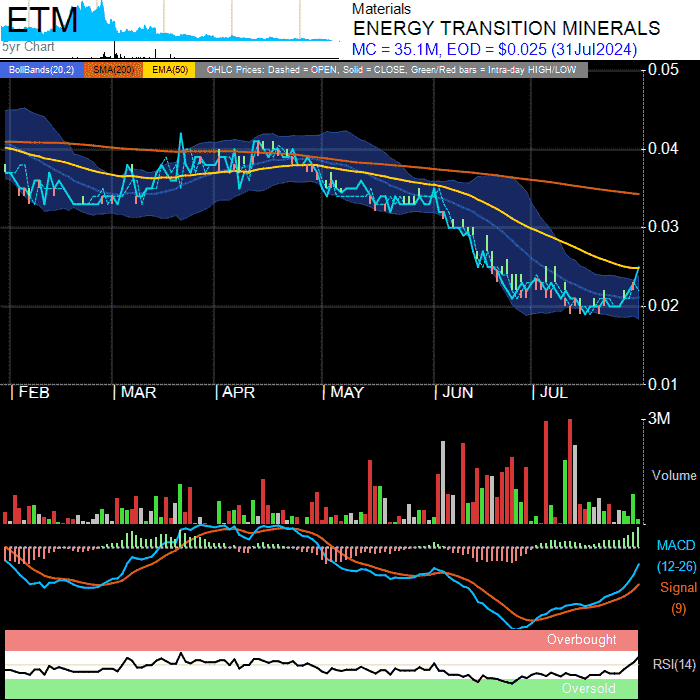 ETM
5yr Chart
Materials
ENERGY TRANSITION MINERALS
MC = 35.1M, EOD = $0.025 (31Jul2024)
BollBands(20,2) SMA(200) EMA(50) OHLC Prices: Dashed = OPEN, Solid = CLOSE, Green/Red bars = Intra-day HIGH/LOW
0.05
0.04
0.03
0.02
0.01
FEB MAR APR MAY JUN JUL
3M
Volume
MACD
(12-26)
Signal
(9)
Overbought
RSI(14)
Oversold